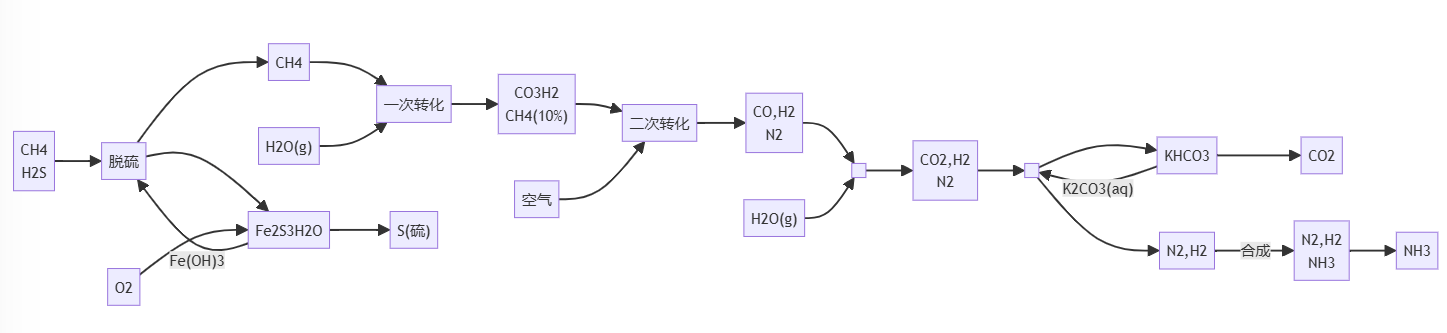 CH4
H2S
脱硫
CH4
H2O(g)
一次转化
CO3H2
CH4(10%)
Fe2S3H2O
S(硫)
Fe(OH)3
O2
空气
二次转化
CO,H2
N2
H2O(g)
CO2,H2
N2
KHCO3
CO2
K2CO3(aq)
N2,H2
合成
N2,H2
NH3
NH3